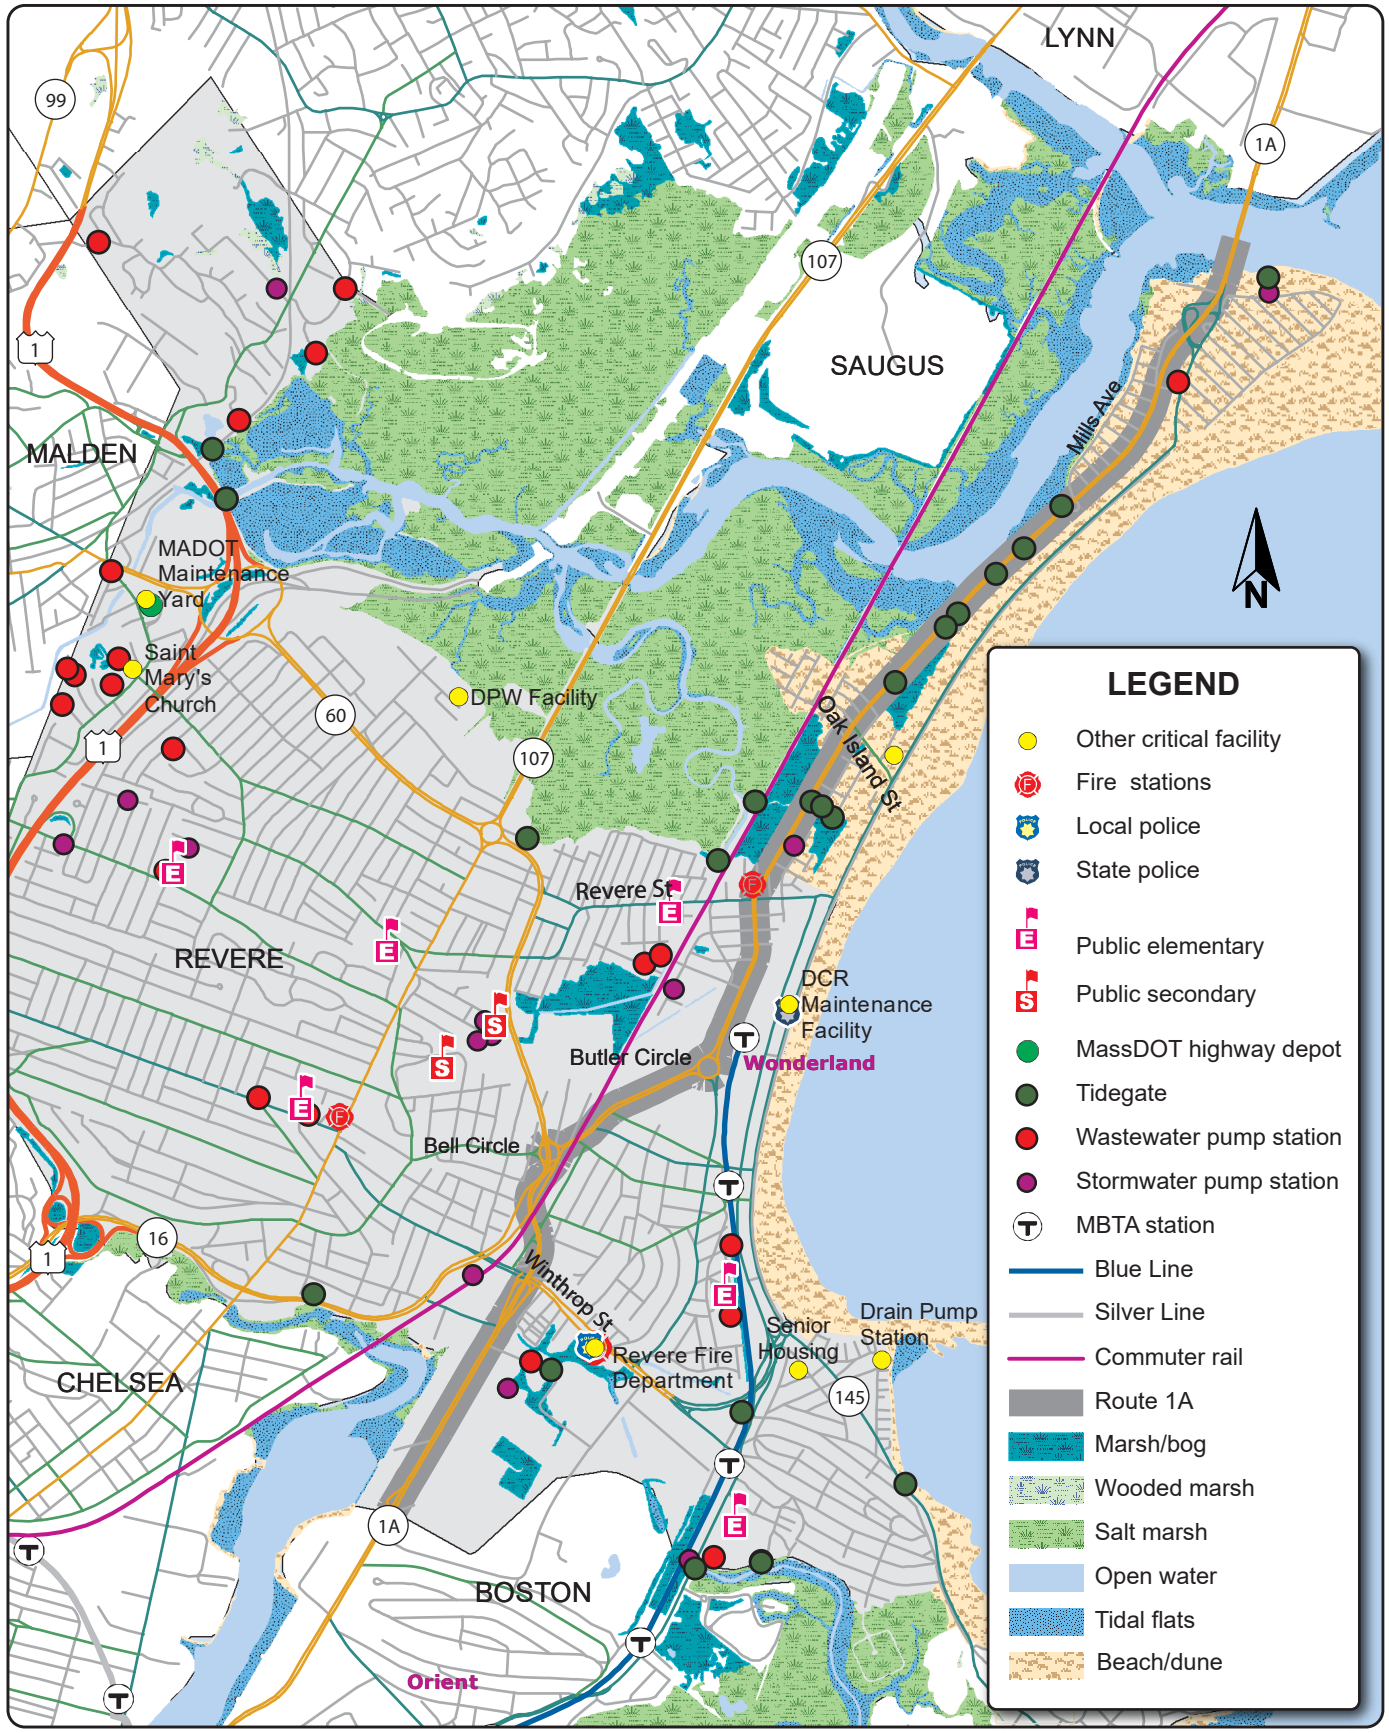 LYNN
99
1A
107
1
SAUGUS
Mills Ave
MALDEN
MADOT
Maintenance
Yard
N
Saint
Mary's
Church
DPW Facility
60
1
107
Oak Island St
E
Revere St
F
E
REVERE
E
DCR
Maintenance
Facility
S
T
Butler Circle
Wonderland
S
E
F
Bell Circle
T
16
1
Winthrop St
E
Drain Pump
Station
Senior
Housing
POLICE
Revere Fire
Department
CHELSEA
145
T
E
1A
T
BOSTON
T
Orient
T
LEGEND
Other critical facility
F
Fire stations
POLICE
Local police
POLICE
State police
E
Public elementary
S
Public secondary
MassDOT highway depot
Tidegate
Wastewater pump station
Stormwater pump station
T
MBTA station
Blue Line
Silver Line
Commuter rail
Route 1A
Marsh/bog
Wooded marsh
Salt marsh
Open water
Tidal flats
Beach/dune